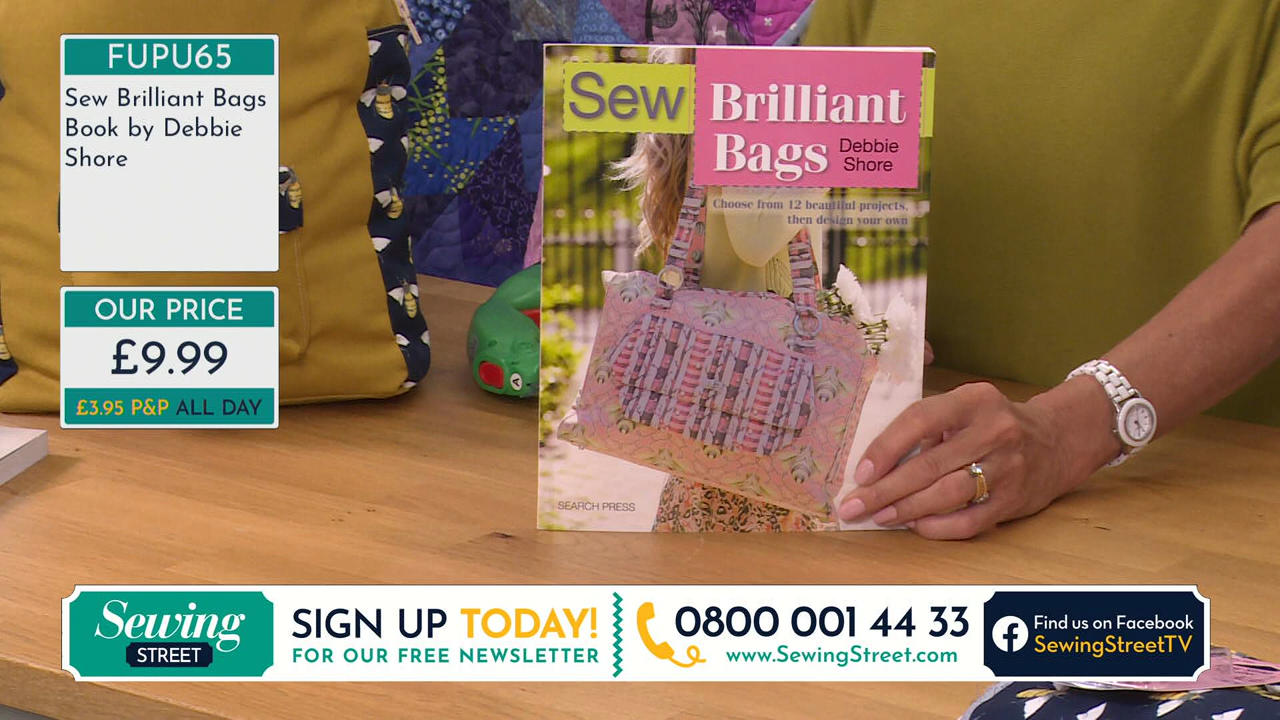 FUPU65
Sew Brilliant Bags
Book by Debbie
Shore
OUR PRICE
£9.99
£3.95 P&P ALL DAY
Sew
Brilliant
Bags
Debbie
Shore
Choose from 12 beautiful projects,
then design your own
SEARCH PRESS
A
Sewing
STREET
SIGN UP TODAY!
FOR OUR FREE NEWSLETTER
0800 001 44 33
www.SewingStreet.com
Find us on Facebook
SewingStreetTV